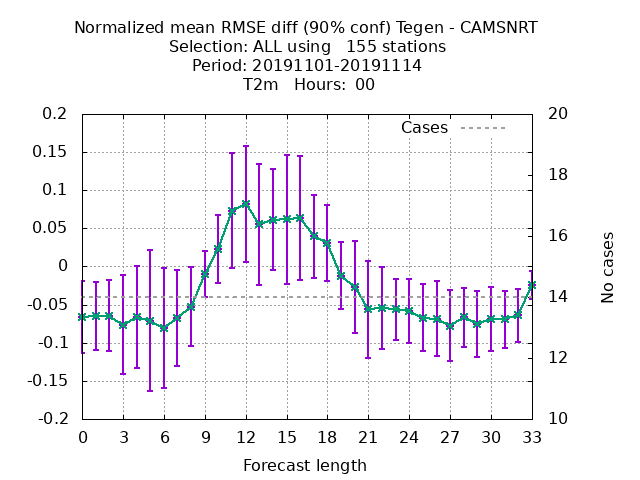 Normalized mean RMSE diff (90% conf) Tegen - CAMSNRT
Selection: ALL using   155 stations
Period: 20191101-20191114
T2m   Hours:  00
Cases
0.2
0.15
0.1
0.05
0
-0.05
-0.1
-0.15
-0.2
20
18
16
14
12
10
No cases
0 3 6 9 12 15 18 21 24 27 30 33
Forecast length